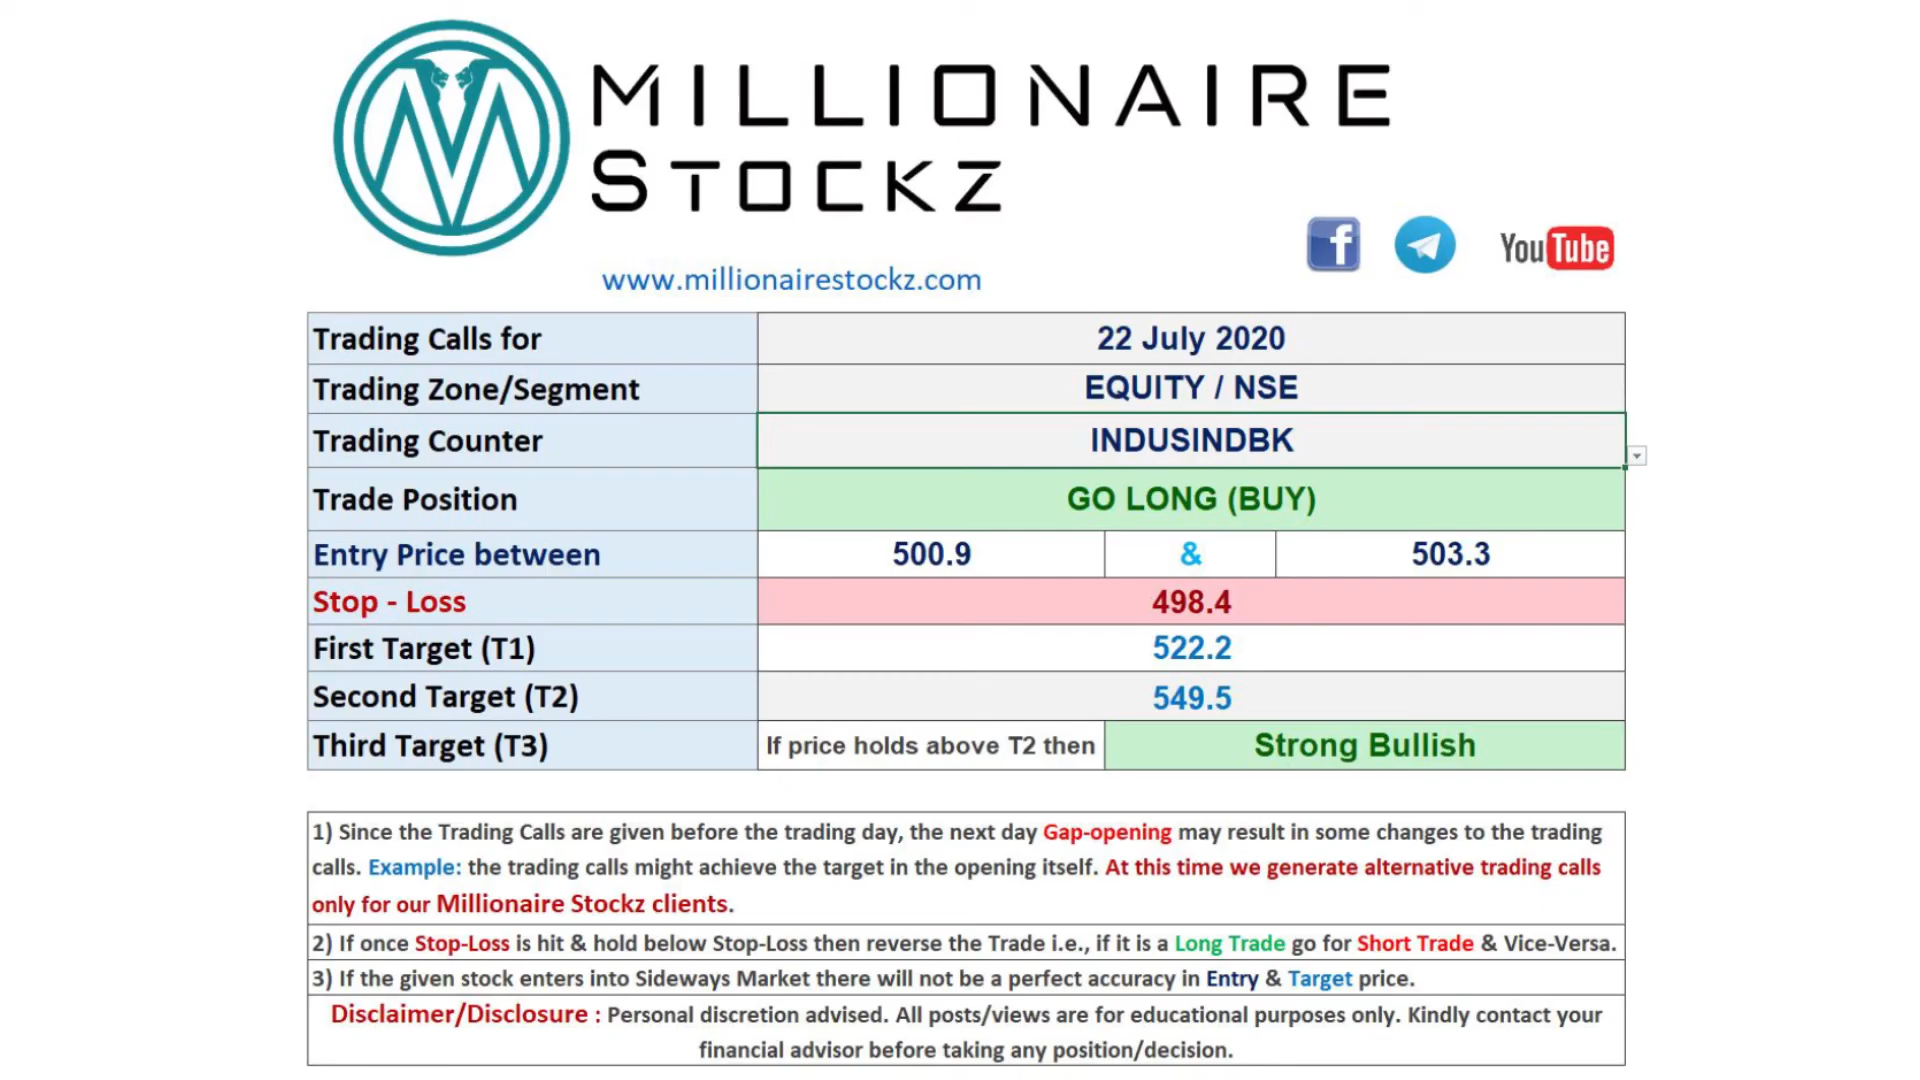 MILLIONAIRE
STOCKZ
f
YouTube
www.millionairestockz.com
Trading Calls for 22 July 2020
Trading Zone/Segment EQUITY / NSE
Trading Counter INDUSINDBK
Trade Position GO LONG (BUY)
Entry Price between 500.9 & 503.3
Stop - Loss 498.4
First Target (T1) 522.2
Second Target (T2) 549.5
Third Target (T3) If price holds above T2 then Strong Bullish
1) Since the Trading Calls are given before the trading day, the next day Gap-opening may result in some changes to the trading
calls. Example: the trading calls might achieve the target in the opening itself. At this time we generate alternative trading calls
only for our Millionaire Stockz clients.
2) If once Stop-Loss is hit & hold below Stop-Loss then reverse the Trade i.e., if it is a Long Trade go for Short Trade & Vice-Versa.
3) If the given stock enters into Sideways Market there will not be a perfect accuracy in Entry & Target price.
Disclaimer/Disclosure : Personal discretion advised. All posts/views are for educational purposes only. Kindly contact your
financial advisor before taking any position/decision.